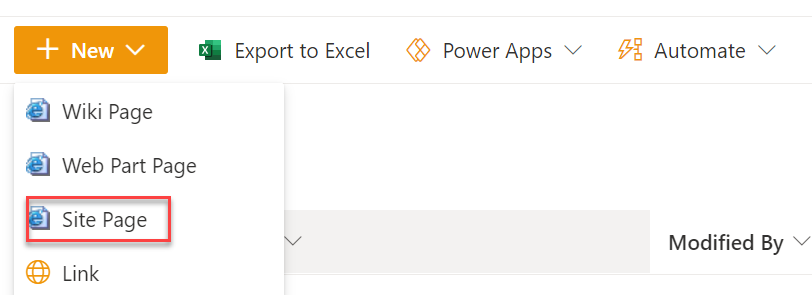 New
Export to Excel
Power Apps
Automate
Wiki Page
Web Part Page
Site Page
Modified By
Link